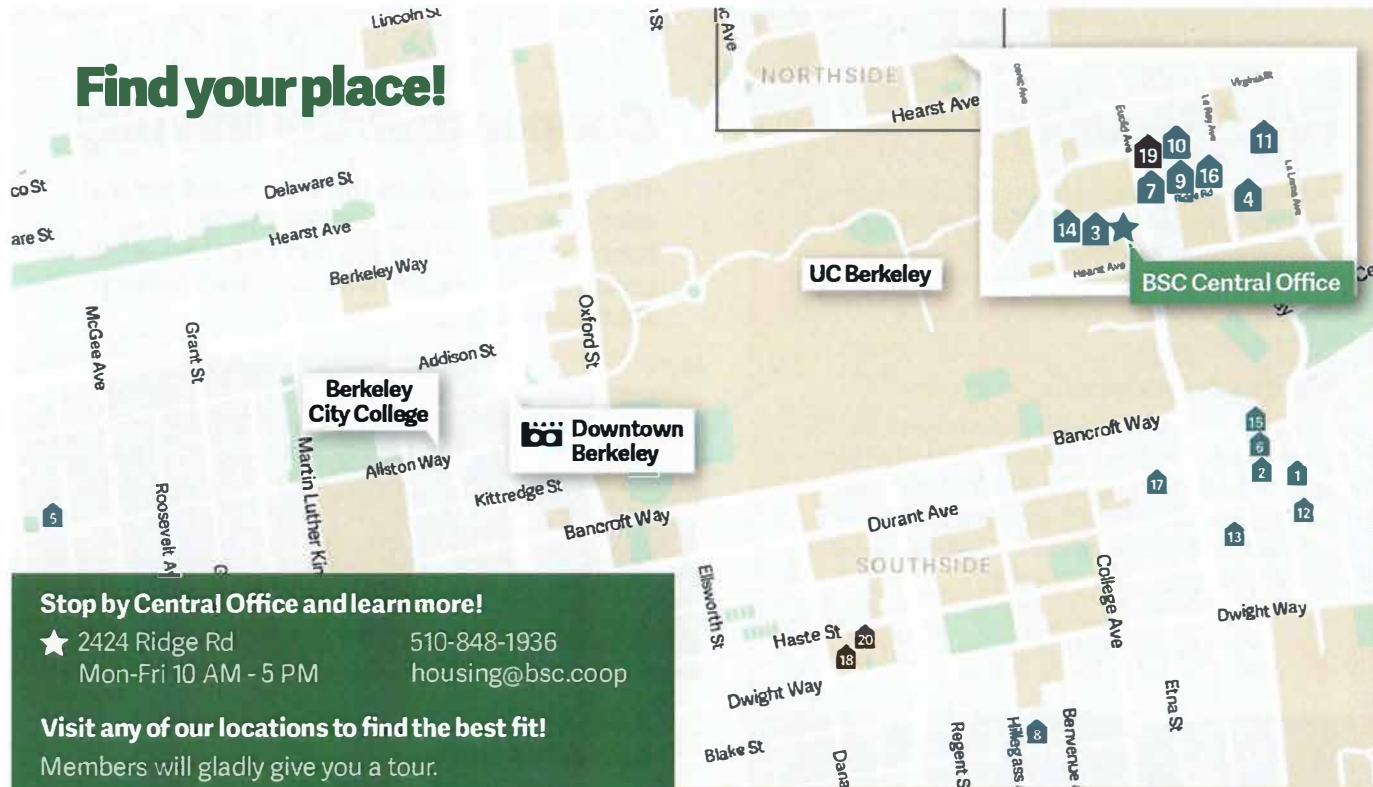 Find your place!
Lincoln St
NORTHSIDE
Hearst Ave
Virginia St
Euclid Ave
Le Roy Ave
La Loma Ave
19
10
11
7
9
16
4
Ridge Rd
14
3
Hearst Ave
BSC Central Office
co St
Delaware St
are St
Hearst Ave
Berkeley Way
UC Berkeley
McGee Ave
Grant St
Oxford St
Addison St
Berkeley
City College
Downtown
Berkeley
Martin Luther Kin
Allston Way
Kittredge St
Bancroft Way
Bancroft Way
15
6
2
1
17
12
13
5
Roosevelt A
Durant Ave
SOUTHSIDE
College Ave
Dwight Way
Ellsworth St
Haste St
20
18
Dwight Way
Etna St
Blake St
Dana
Regent S
Hillegass
8
Benvenue
Stop by Central Office and learn more!
2424 Ridge Rd
Mon-Fri 10 AM - 5 PM
510-848-1936
housing@bsc.coop
Visit any of our locations to find the best fit!
Members will gladly give you a tour.